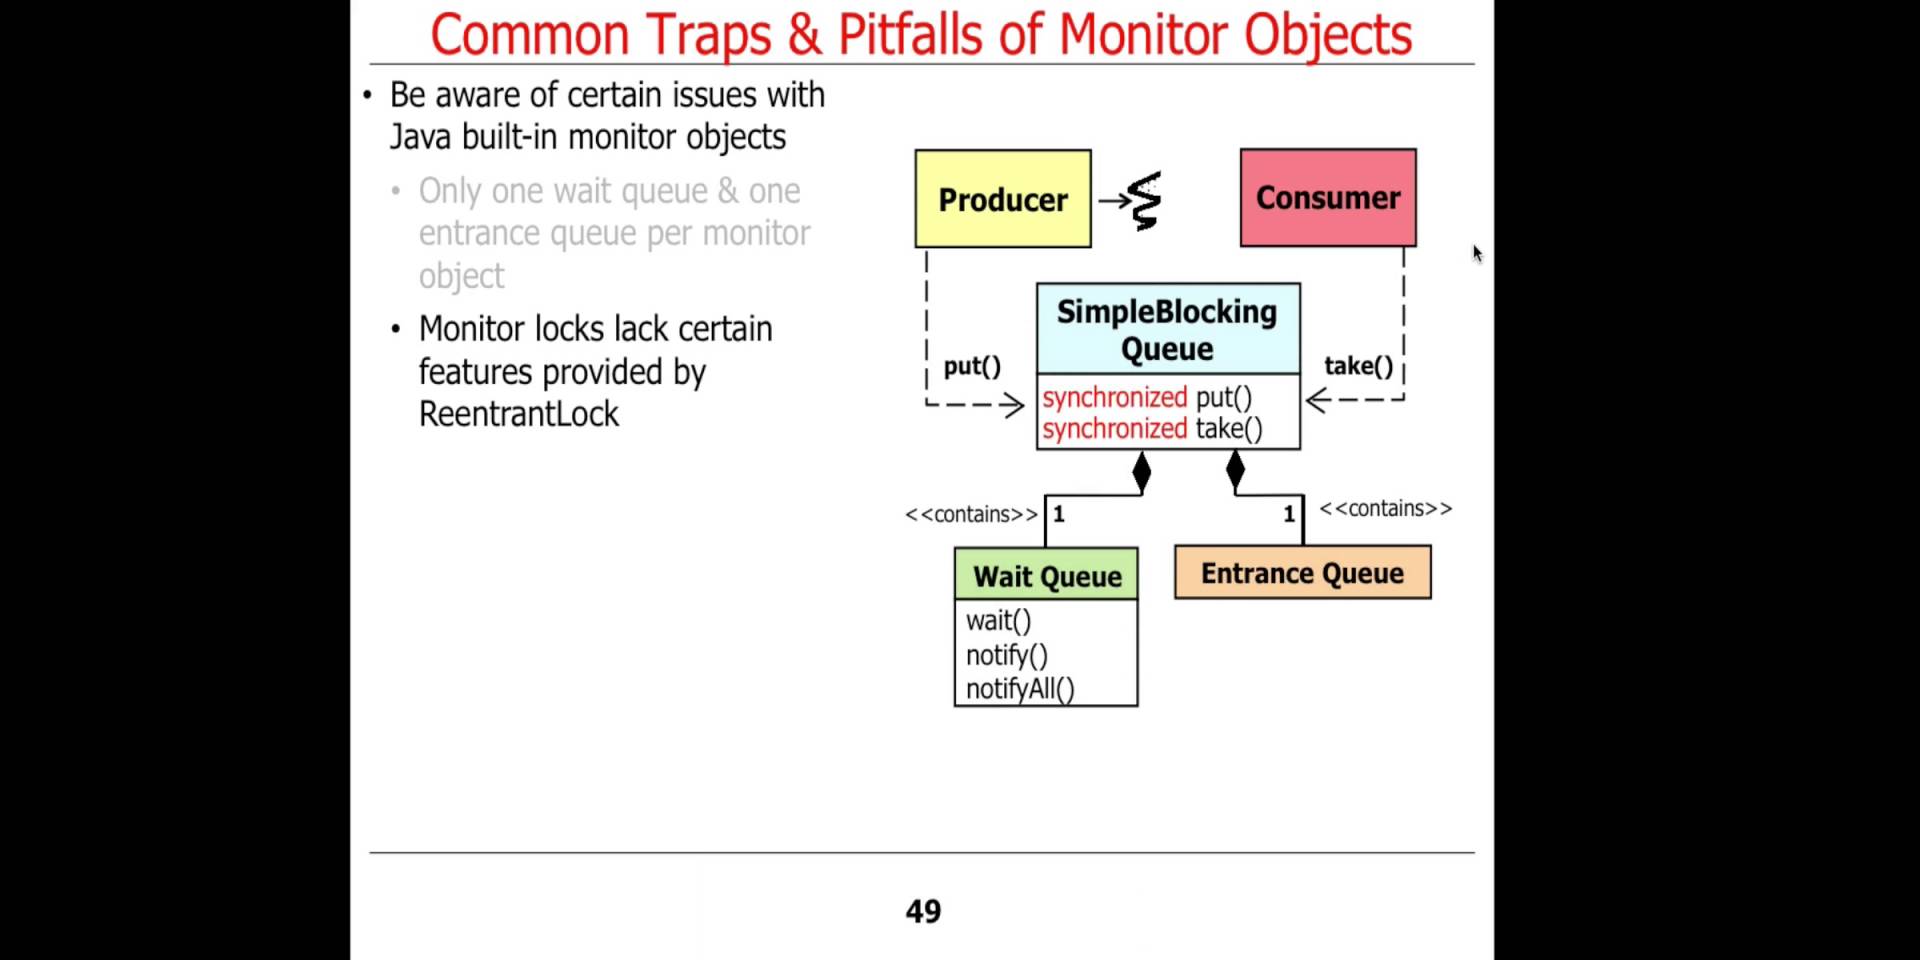 Common Traps & Pitfalls of Monitor Objects
• Be aware of certain issues with
Java built-in monitor objects
• Only one wait queue & one
entrance queue per monitor
object
• Monitor locks lack certain
features provided by
ReentrantLock
Producer
Consumer
SimpleBlocking
Queue
put()
take()
synchronized put()
synchronized take()
<<contains>>
1
1
<<contains>>
Wait Queue
Entrance Queue
wait()
notify()
notifyAll()
49